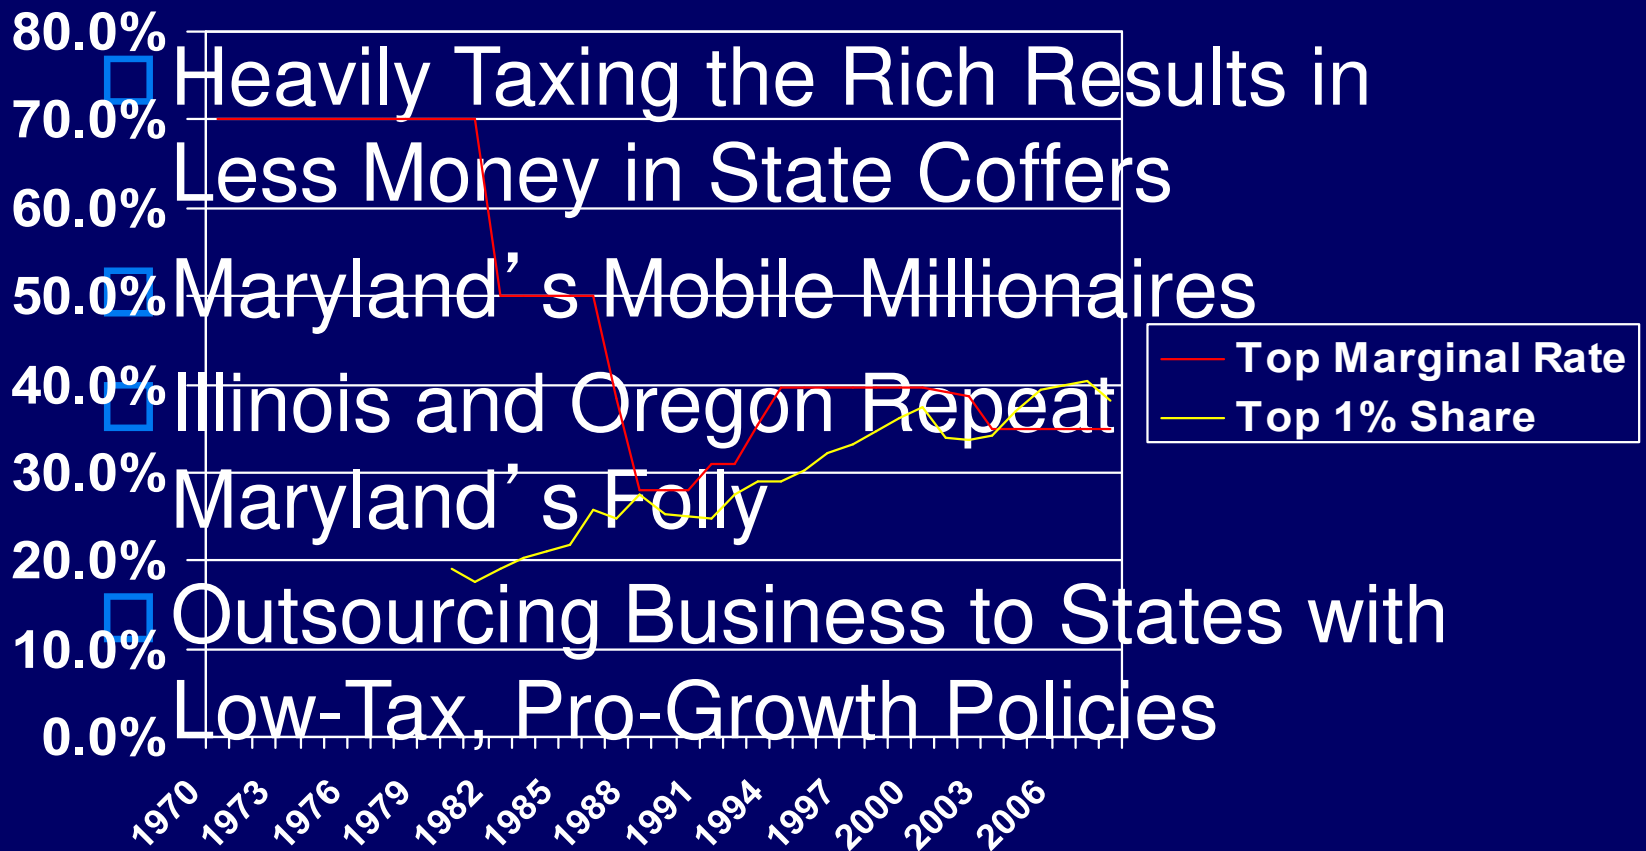 80.0%
70.0%
60.0%
50.0%
40.0%
30.0%
20.0%
10.0%
0.0%
Heavily Taxing the Rich Results in
Less Money in State Coffers
Maryland’s Mobile Millionaires
Illinois and Oregon Repeat
Maryland’s Folly
Outsourcing Business to States with
Low-Tax, Pro-Growth Policies
Top Marginal Rate
Top 1% Share
1970 1973 1976 1979 1982 1985 1988 1991 1994 1997 2000 2003 2006